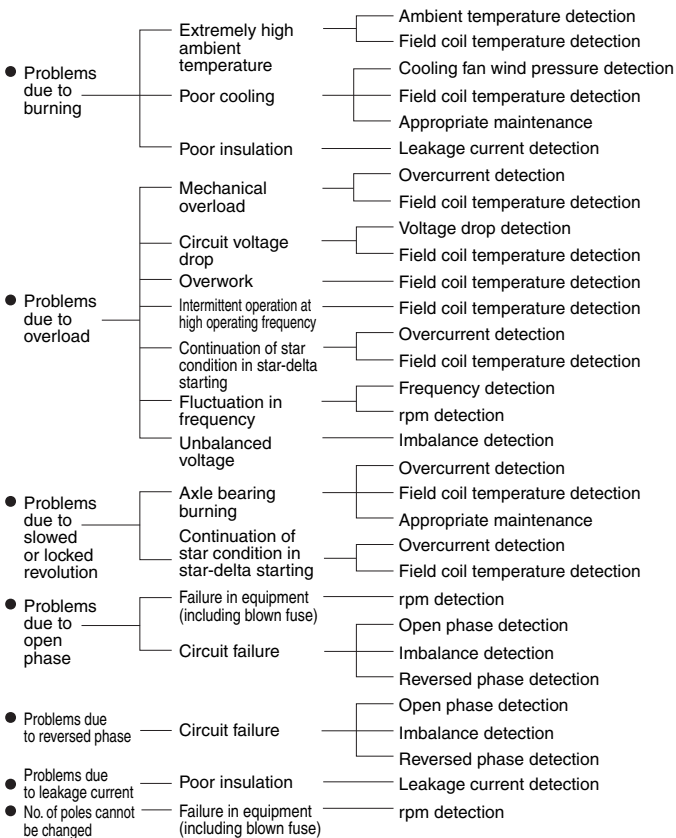 ● Problems
due to
burning
Extremely high
ambient
temperature
Ambient temperature detection
Field coil temperature detection
Poor cooling
Cooling fan wind pressure detection
Field coil temperature detection
Appropriate maintenance
Poor insulation
Leakage current detection
● Problems
due to
overload
Mechanical
overload
Overcurrent detection
Field coil temperature detection
Circuit voltage
drop
Voltage drop detection
Field coil temperature detection
Overwork
Field coil temperature detection
Intermittent operation at
high operating frequency
Field coil temperature detection
Continuation of star
condition in star-delta
starting
Overcurrent detection
Field coil temperature detection
Fluctuation in
frequency
Frequency detection
rpm detection
Unbalanced
voltage
Imbalance detection
● Problems
due to
slowed
or locked
revolution
Axle bearing
burning
Overcurrent detection
Field coil temperature detection
Appropriate maintenance
Continuation of
star condition in
star-delta starting
Overcurrent detection
Field coil temperature detection
● Problems
due to
open
phase
Failure in equipment
(including blown fuse)
rpm detection
Circuit failure
Open phase detection
Imbalance detection
Reversed phase detection
● Problems due
to reversed phase
Circuit failure
Open phase detection
Imbalance detection
Reversed phase detection
● Problems due
to leakage current
Poor insulation
Leakage current detection
● No. of poles cannot
be changed
Failure in equipment
(including blown fuse)
rpm detection